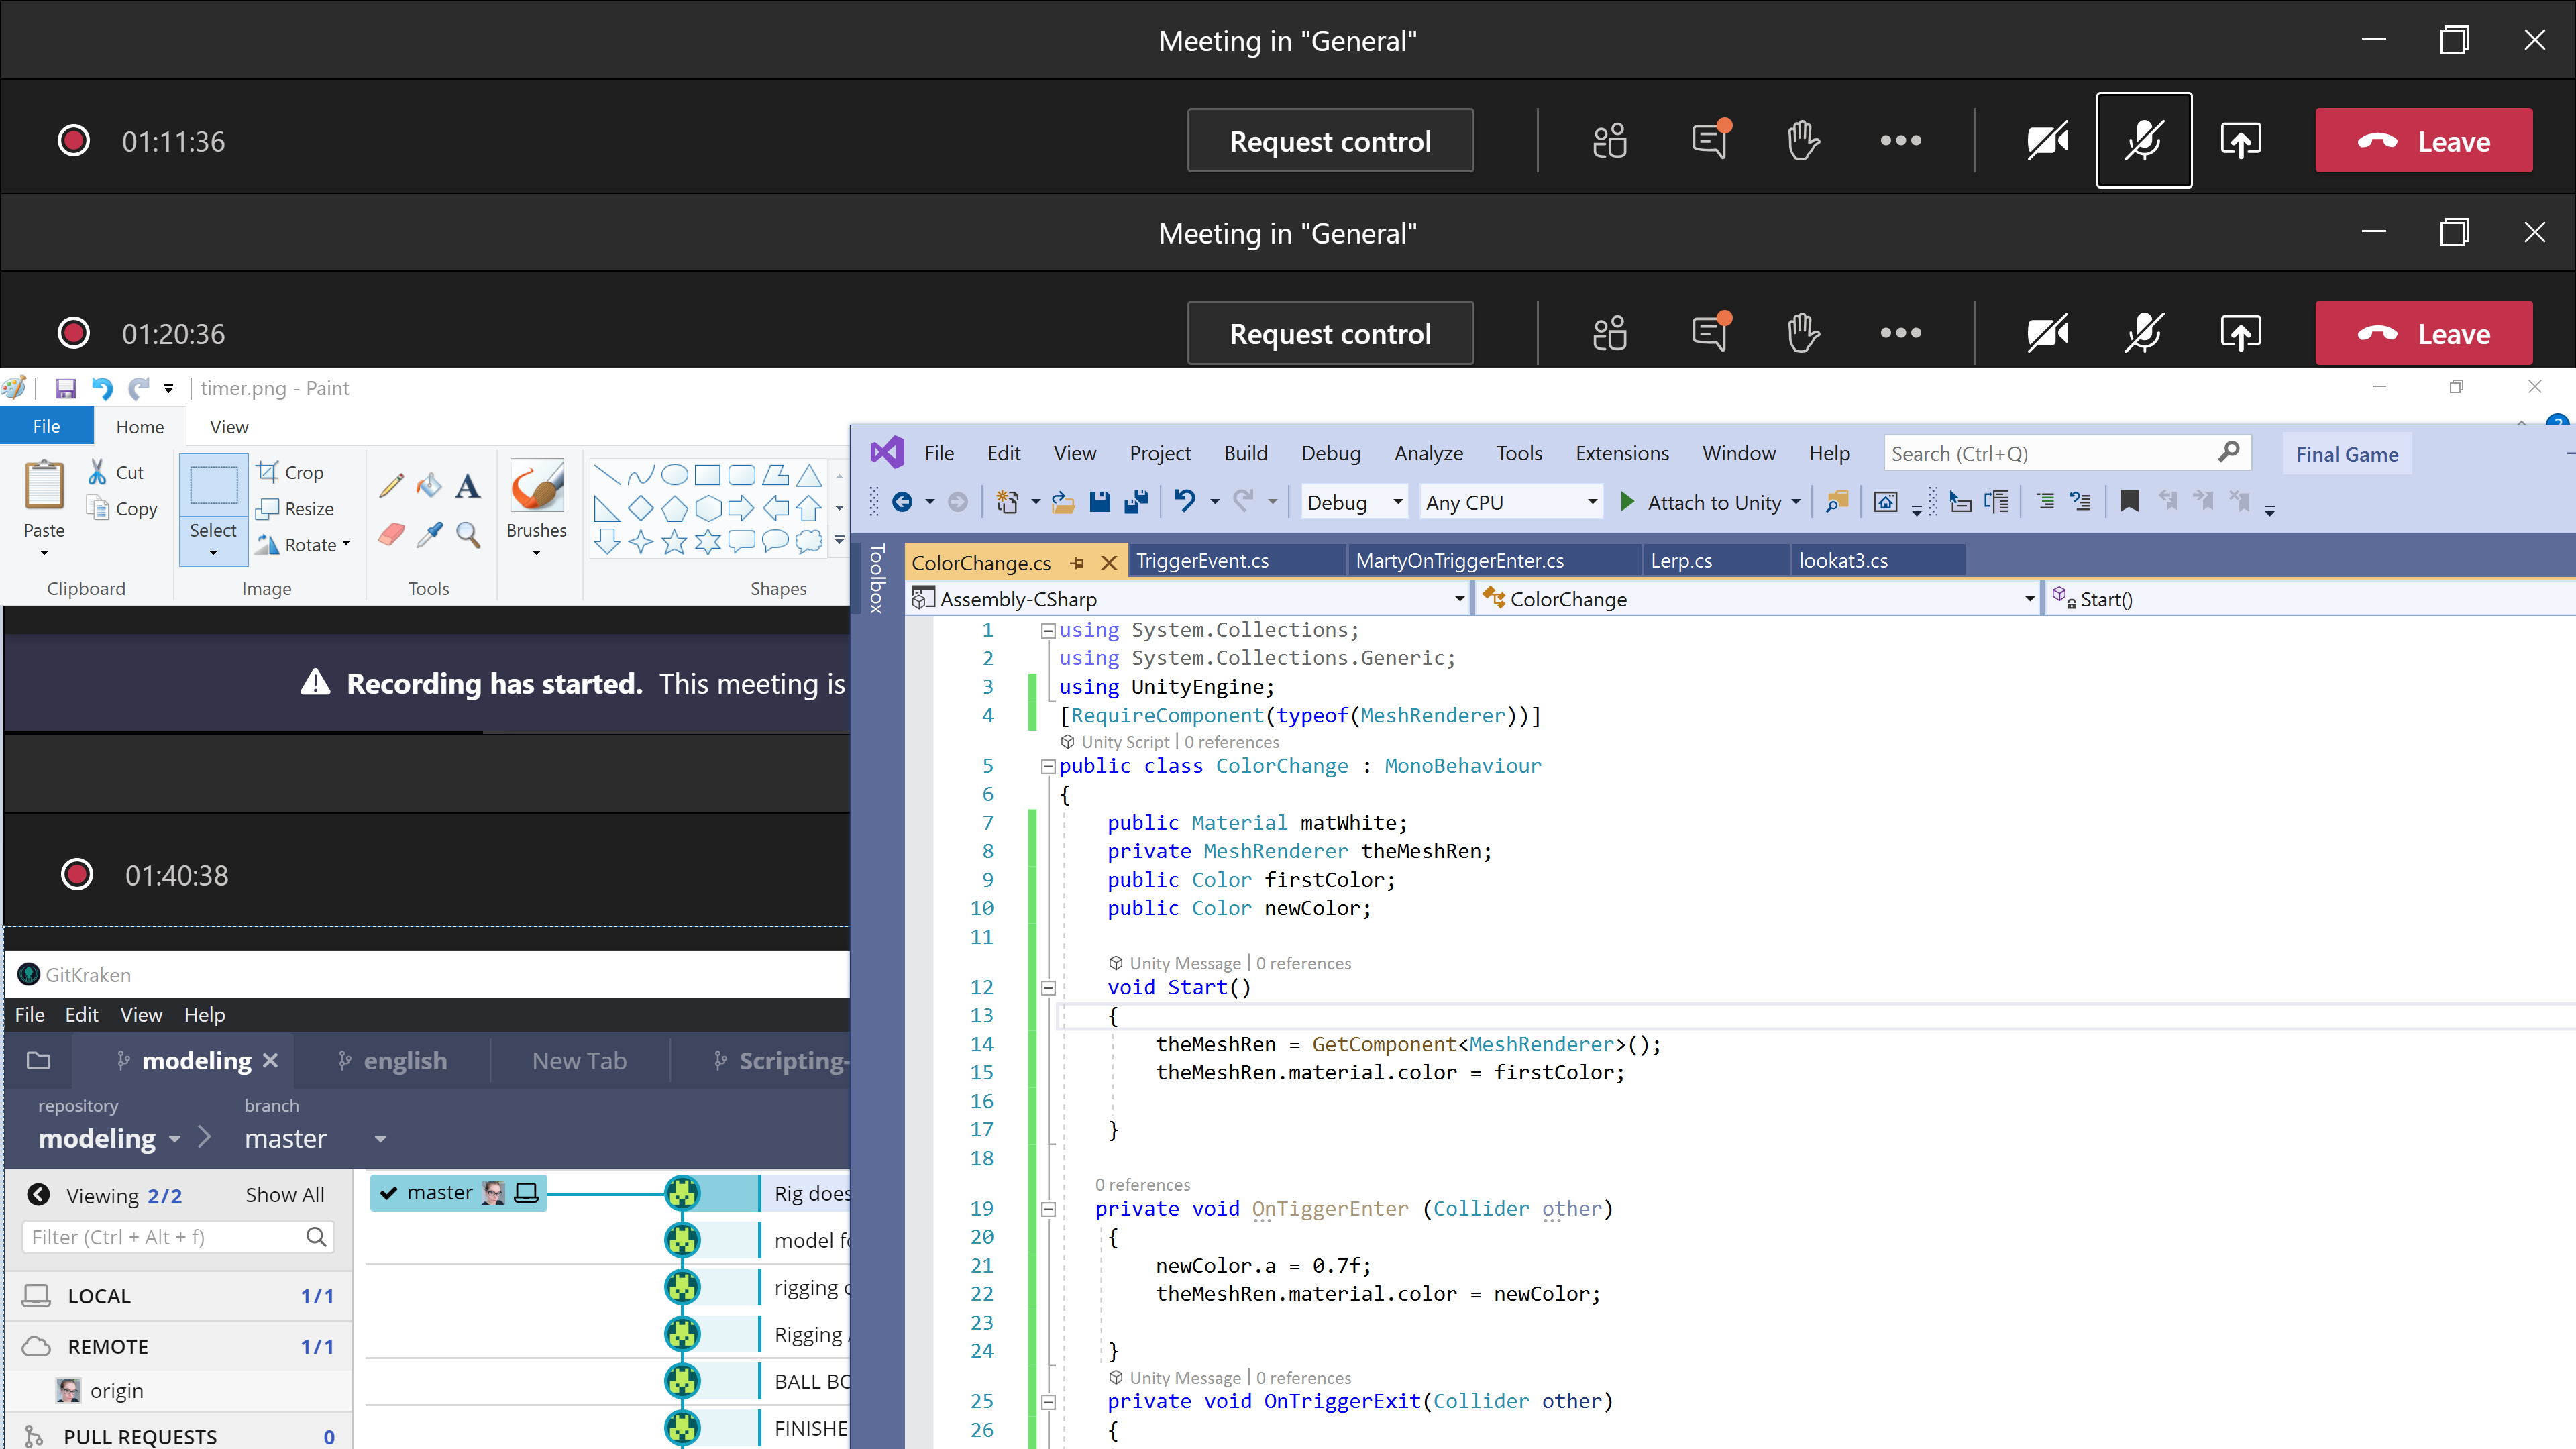 Meeting in "General"
01:11:36 Request control Leave
Meeting in "General"
01:20:36 Request control Leave
timer.png - Paint
File Home View
Paste Cut Copy Select Crop Resize Rotate Brushes
Clipboard Image Tools Shapes
Recording has started. This meeting is
01:40:38
GitKraken
File Edit View Help
modeling english New Tab Scripting-
repository branch
modeling master
Viewing 2/2 Show All
Filter (Ctrl + Alt + f)
LOCAL 1/1
REMOTE 1/1
origin
PULL REQUESTS 0
master Rig does
model fo
rigging
Rigging
BALL BO
FINISHE
File Edit View Project Build Debug Analyze Tools Extensions Window Help Search (Ctrl+Q) Final Game
Debug Any CPU Attach to Unity
Toolbox
ColorChange.cs TriggerEvent.cs MartyOnTriggerEnter.cs Lerp.cs lookat3.cs
Assembly-CSharp ColorChange Start()
1 using System.Collections;
2 using System.Collections.Generic;
3 using UnityEngine;
4 [RequireComponent(typeof(MeshRenderer))]
Unity Script | 0 references
5 public class ColorChange : MonoBehaviour
6 {
7 public Material matWhite;
8 private MeshRenderer theMeshRen;
9 public Color firstColor;
10 public Color newColor;
11
Unity Message | 0 references
12 void Start()
13 {
14 theMeshRen = GetComponent<MeshRenderer>();
15 theMeshRen.material.color = firstColor;
16
17 }
18
0 references
19 private void OnTiggerEnter (Collider other)
20 {
21 newColor.a = 0.7f;
22 theMeshRen.material.color = newColor;
23
24 }
Unity Message | 0 references
25 private void OnTriggerExit(Collider other)
26 {